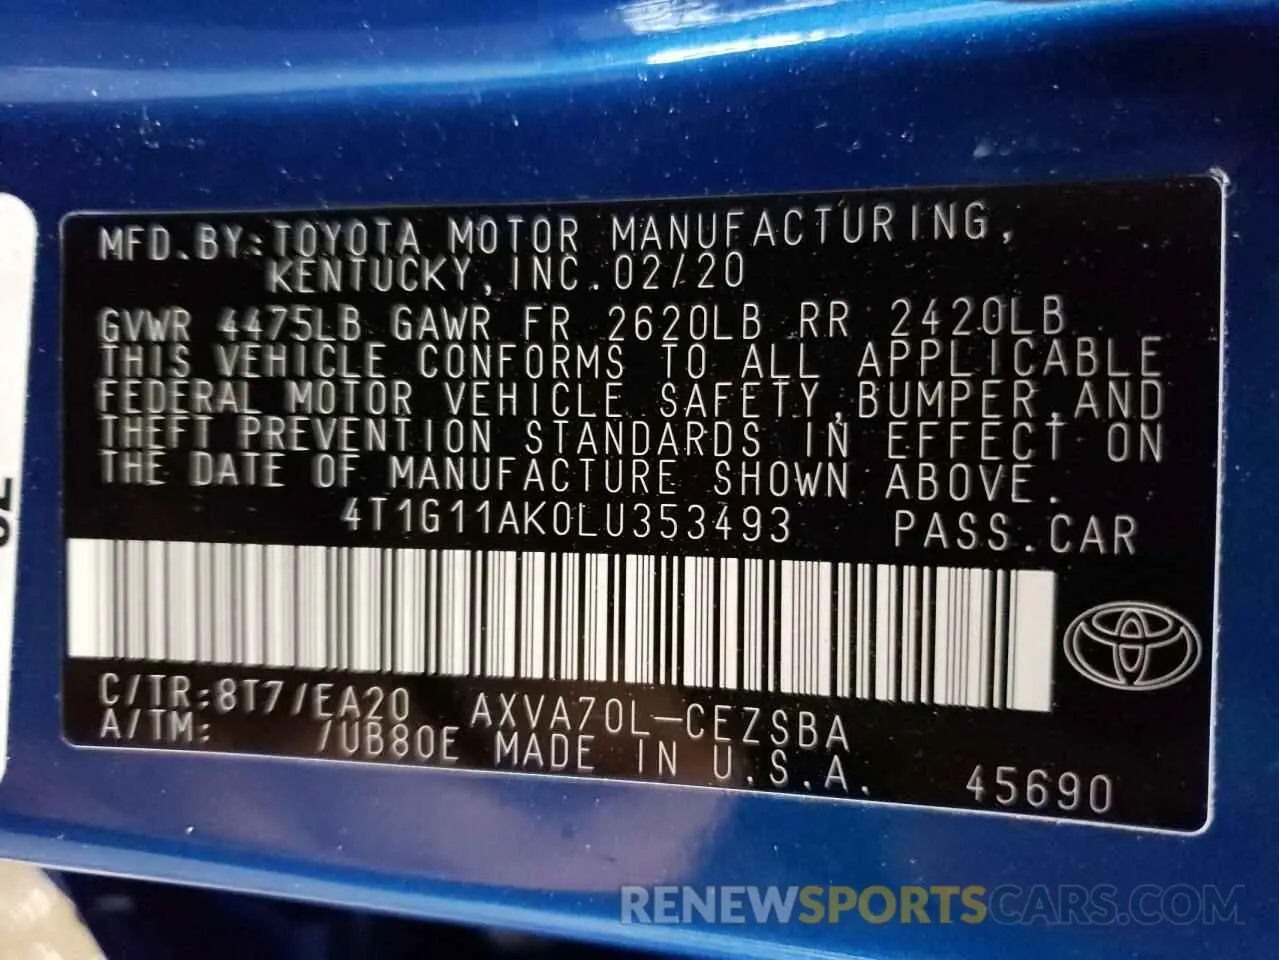 MFD.BY:TOYOTA MOTOR MANUFACTURING,
KENTUCKY,INC.02/20
GVWR 4475LB GAWR FR 2620LB RR 2420LB
THIS VEHICLE CONFORMS TO ALL APPLICABLE
FEDERAL MOTOR VEHICLE SAFETY,BUMPER,AND
THEFT PREVENTION STANDARDS IN EFFECT ON
THE DATE OF MANUFACTURE SHOWN ABOVE.
4T1G11AK0LU353493 PASS.CAR
C/TR:8T7/EA20 AXVA70L-CEZSBA
A/TM: /UB80E MADE IN U.S.A. 45690
RENEWSPORTSCARS.COM